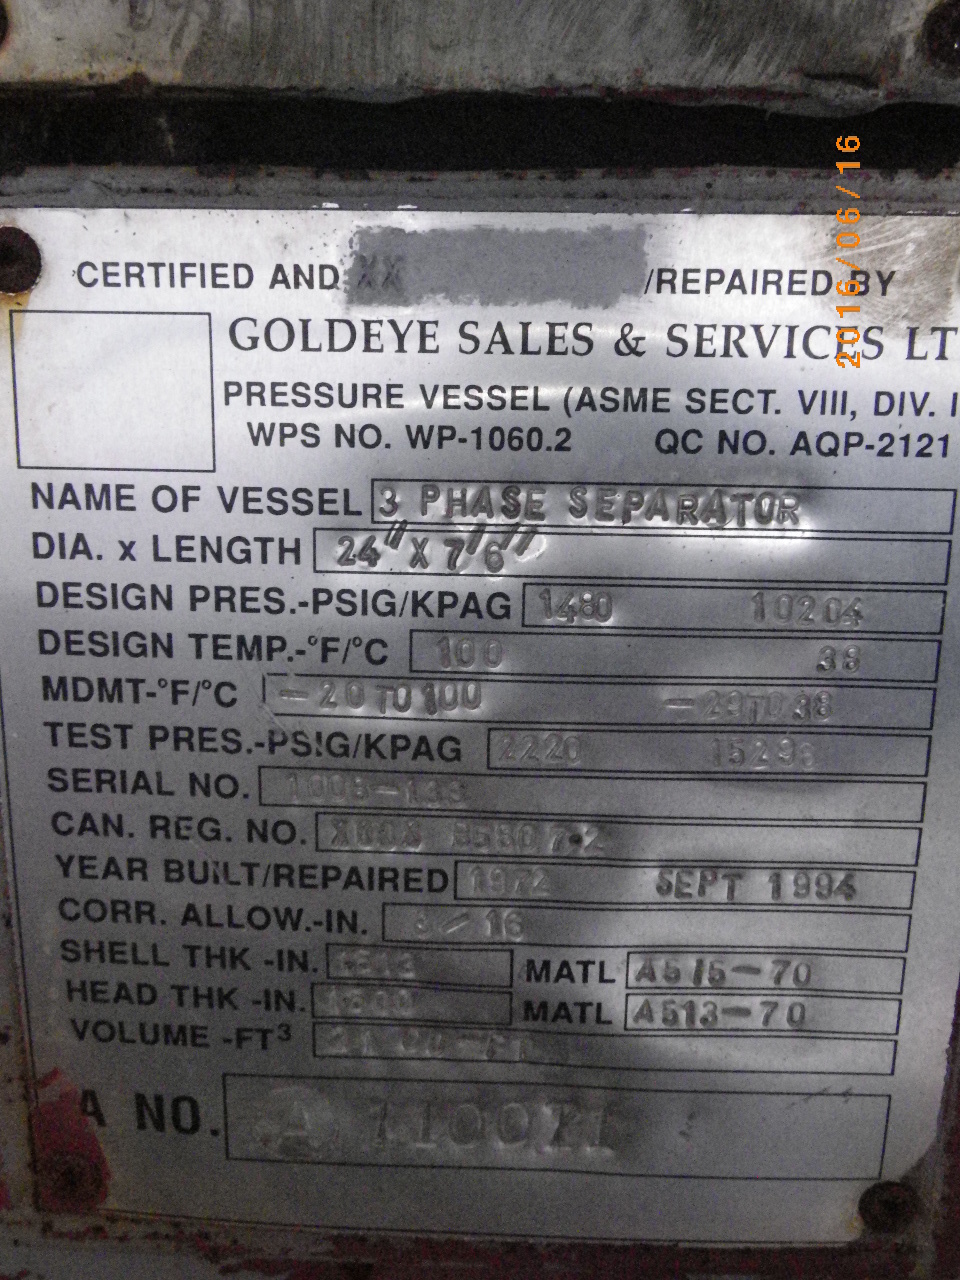 CERTIFIED AND XX /REPAIRED BY
GOLDEYE SALES & SERVICES LT
PRESSURE VESSEL (ASME SECT. VIII, DIV. I
WPS NO. WP-1060.2 QC NO. AQP-2121
NAME OF VESSEL 3 PHASE SEPARATOR
DIA. x LENGTH 24" X 7'6"
DESIGN PRES.-PSIG/KPAG 1480 10204
DESIGN TEMP.-°F/°C 100 38
MDMT-°F/°C -20 TO 100 -29 TO 38
TEST PRES.-PSIG/KPAG 2220 15296
SERIAL NO.
CAN. REG. NO.
YEAR BUILT/REPAIRED 1972 SEPT 1994
CORR. ALLOW.-IN. /16
SHELL THK -IN. MATL A515-70
HEAD THK -IN. MATL A513-70
VOLUME -FT³
A NO. A 110071
2016/06/16